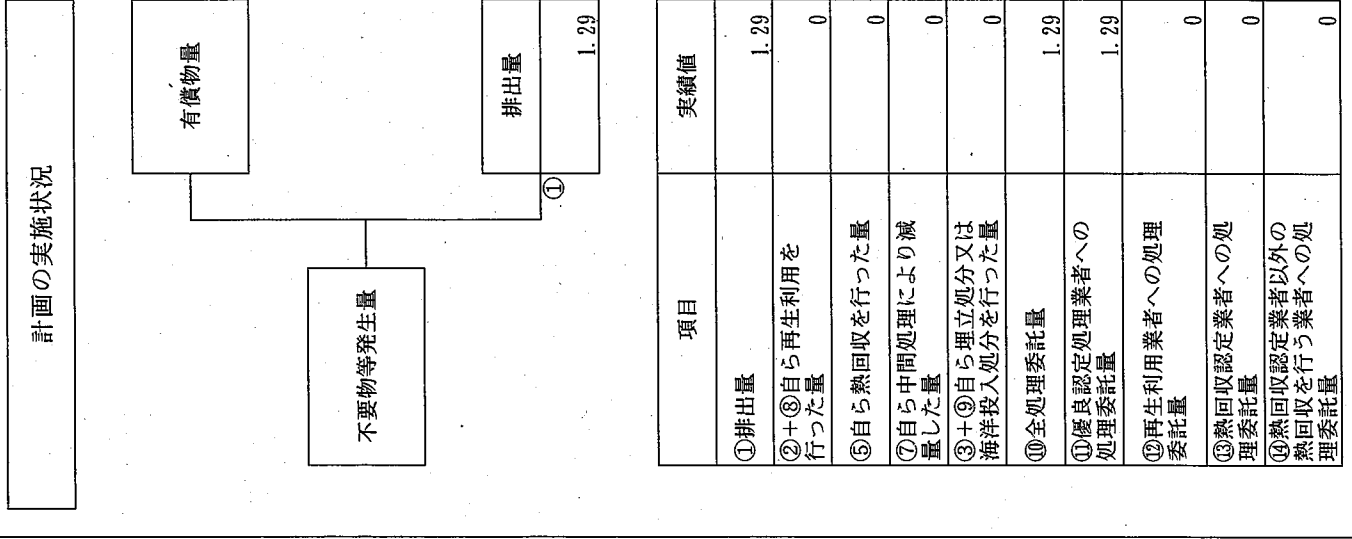 計画の実施状況
有償物量
不要物等発生量
排出量
①
1.29
項目
実績値
①排出量
1.29
②+⑧自ら再生利用を
行った量
0
⑤自ら熱回収を行った量
0
⑦自ら中間処理により減
量した量
0
③+⑨自ら埋立処分又は
海洋投入処分を行った量
0
⑩全処理委託量
1.29
⑪優良認定処理業者への
処理委託量
1.29
⑫再生利用業者への処理
委託量
0
⑬熱回収認定業者への処
理委託量
0
⑭熱回収認定業者以外の
熱回収を行う業者への処
理委託量
0